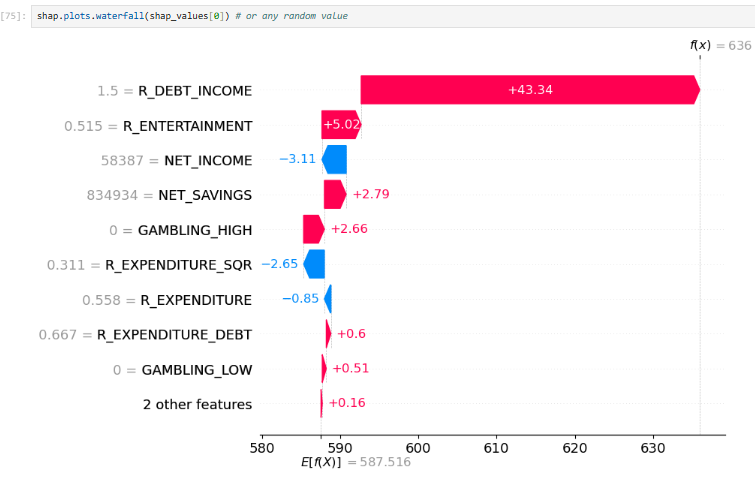 [75]: shap.plots.waterfall(shap_values[0]) # or any random value
f(x) = 636
1.5 = R_DEBT_INCOME +43.34
0.515 = R_ENTERTAINMENT +5.02
58387 = NET_INCOME −3.11
834934 = NET_SAVINGS +2.79
0 = GAMBLING_HIGH +2.66
0.311 = R_EXPENDITURE_SQR −2.65
0.558 = R_EXPENDITURE −0.85
0.667 = R_EXPENDITURE_DEBT +0.6
0 = GAMBLING_LOW +0.51
2 other features +0.16
580 590 600 610 620 630
E[f(X)] = 587.516